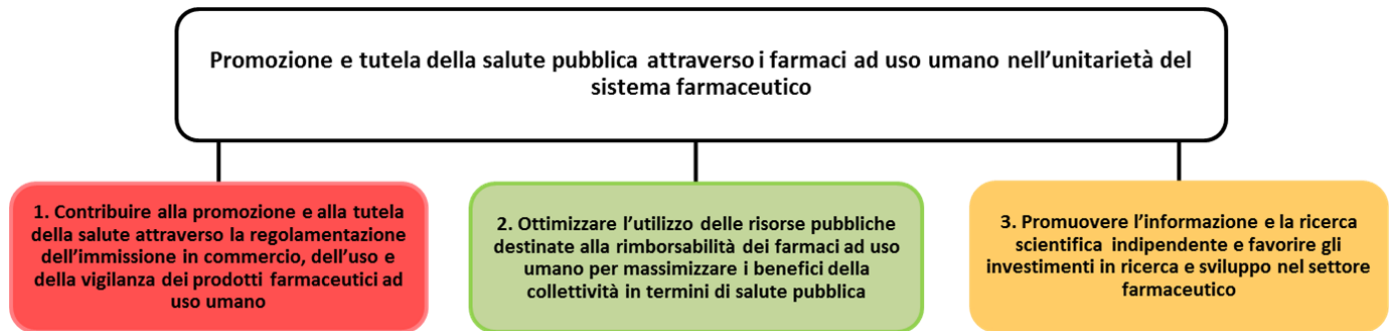 Promozione e tutela della salute pubblica attraverso i farmaci ad uso umano nell’unitarietà del
sistema farmaceutico
1. Contribuire alla promozione e alla tutela
della salute attraverso la regolamentazione
dell’immissione in commercio, dell’uso e
della vigilanza dei prodotti farmaceutici ad
uso umano
2. Ottimizzare l’utilizzo delle risorse pubbliche
destinate alla rimborsabilità dei farmaci ad uso
umano per massimizzare i benefici della
collettività in termini di salute pubblica
3. Promuovere l’informazione e la ricerca
scientifica indipendente e favorire gli
investimenti in ricerca e sviluppo nel settore
farmaceutico